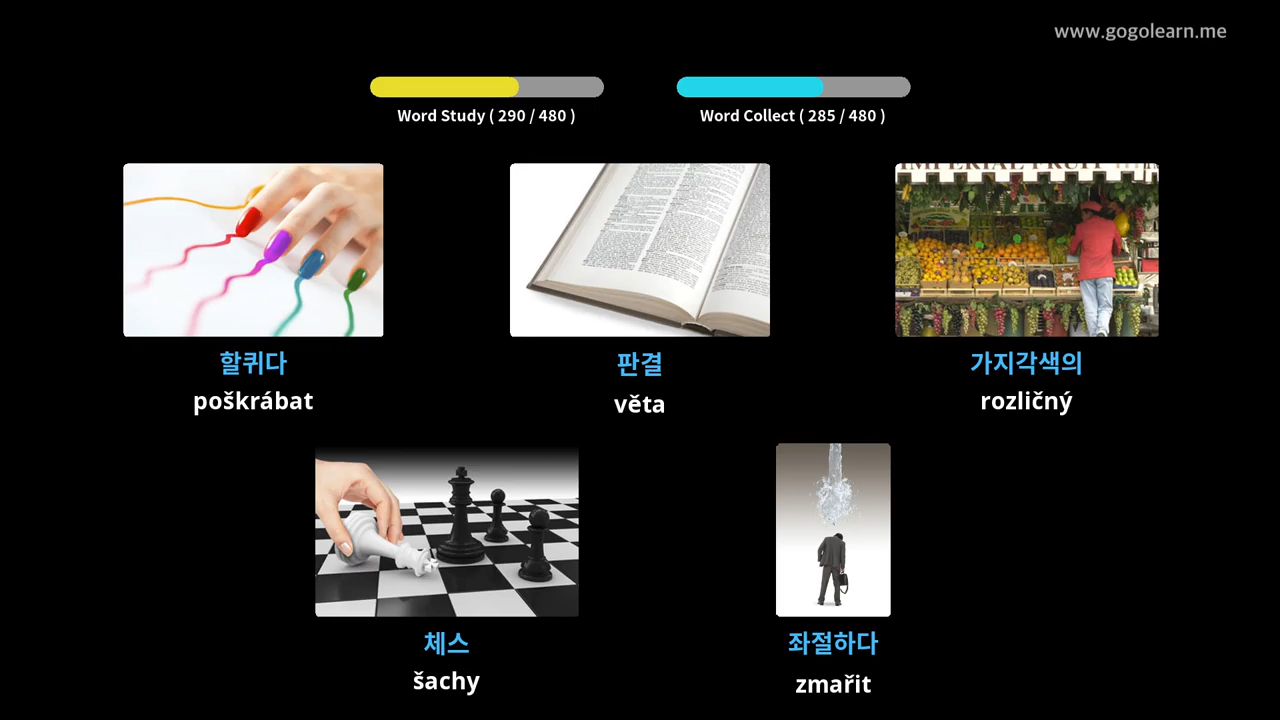 www.gogolearn.me
Word Study ( 290 / 480 )
Word Collect ( 285 / 480 )
할퀴다
poškrábat
판결
věta
가지각색의
rozličný
체스
šachy
좌절하다
zmařit